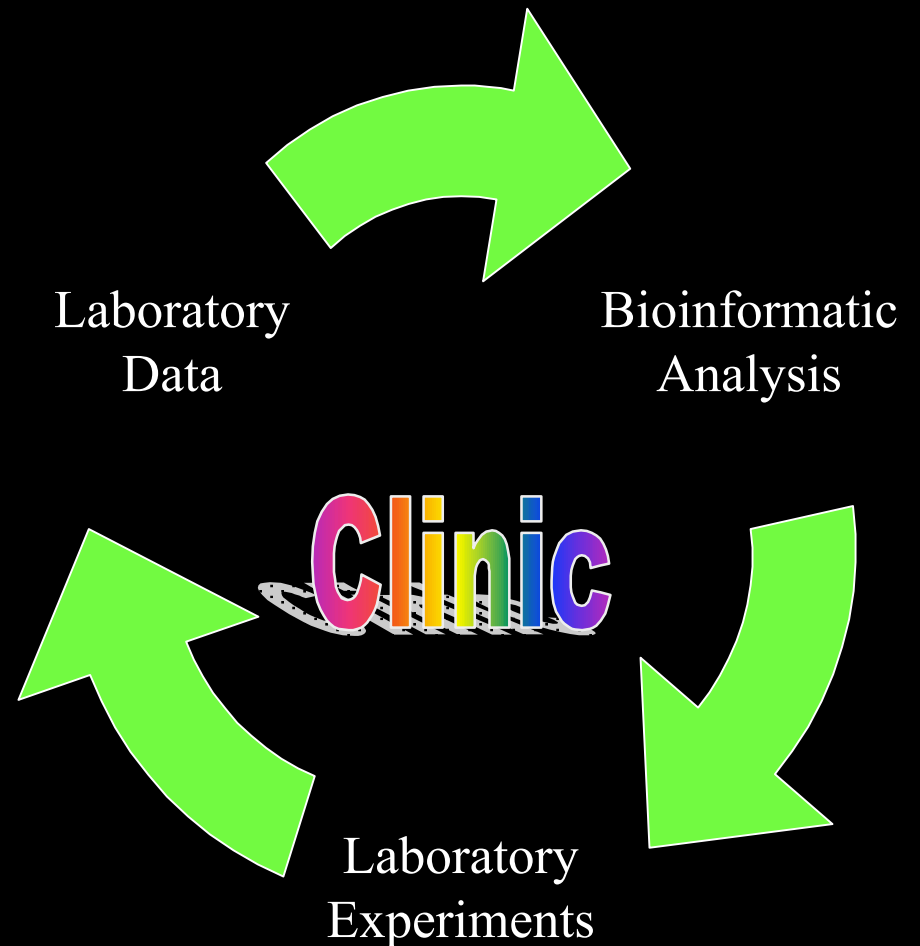 Laboratory
Data
Bioinformatic
Analysis
Clinic
Laboratory
Experiments